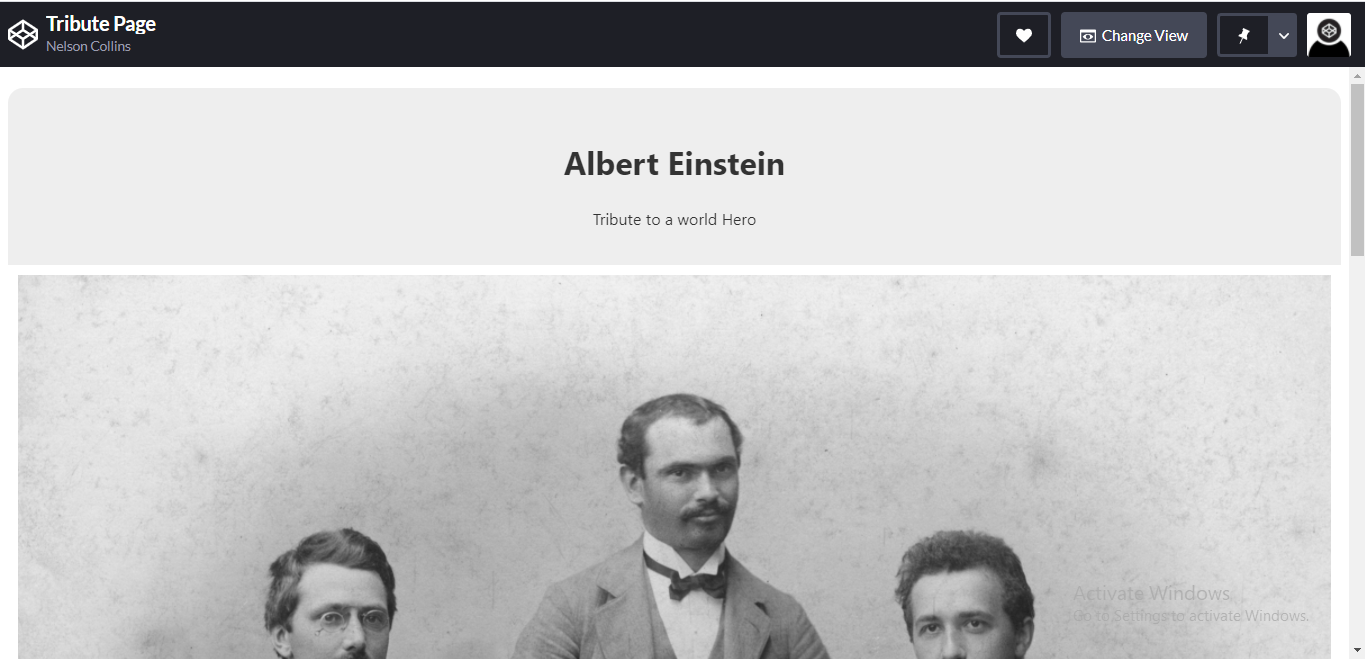 Tribute Page
Nelson Collins
Change View
Albert Einstein
Tribute to a world Hero
Activate Windows
Go to Settings to activate Windows.